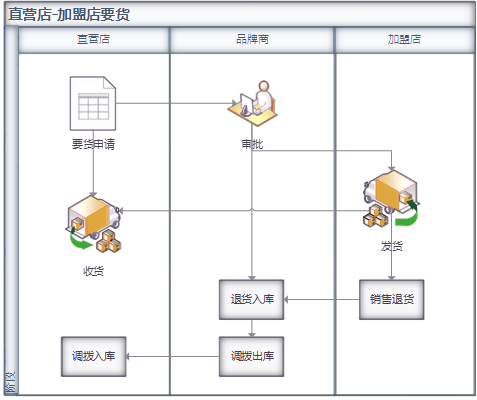 直营店-加盟店要货
直营店
品牌商
加盟店
要货申请
审批
收货
发货
退货入库
销售退货
调拨入库
调拨出库
阶段